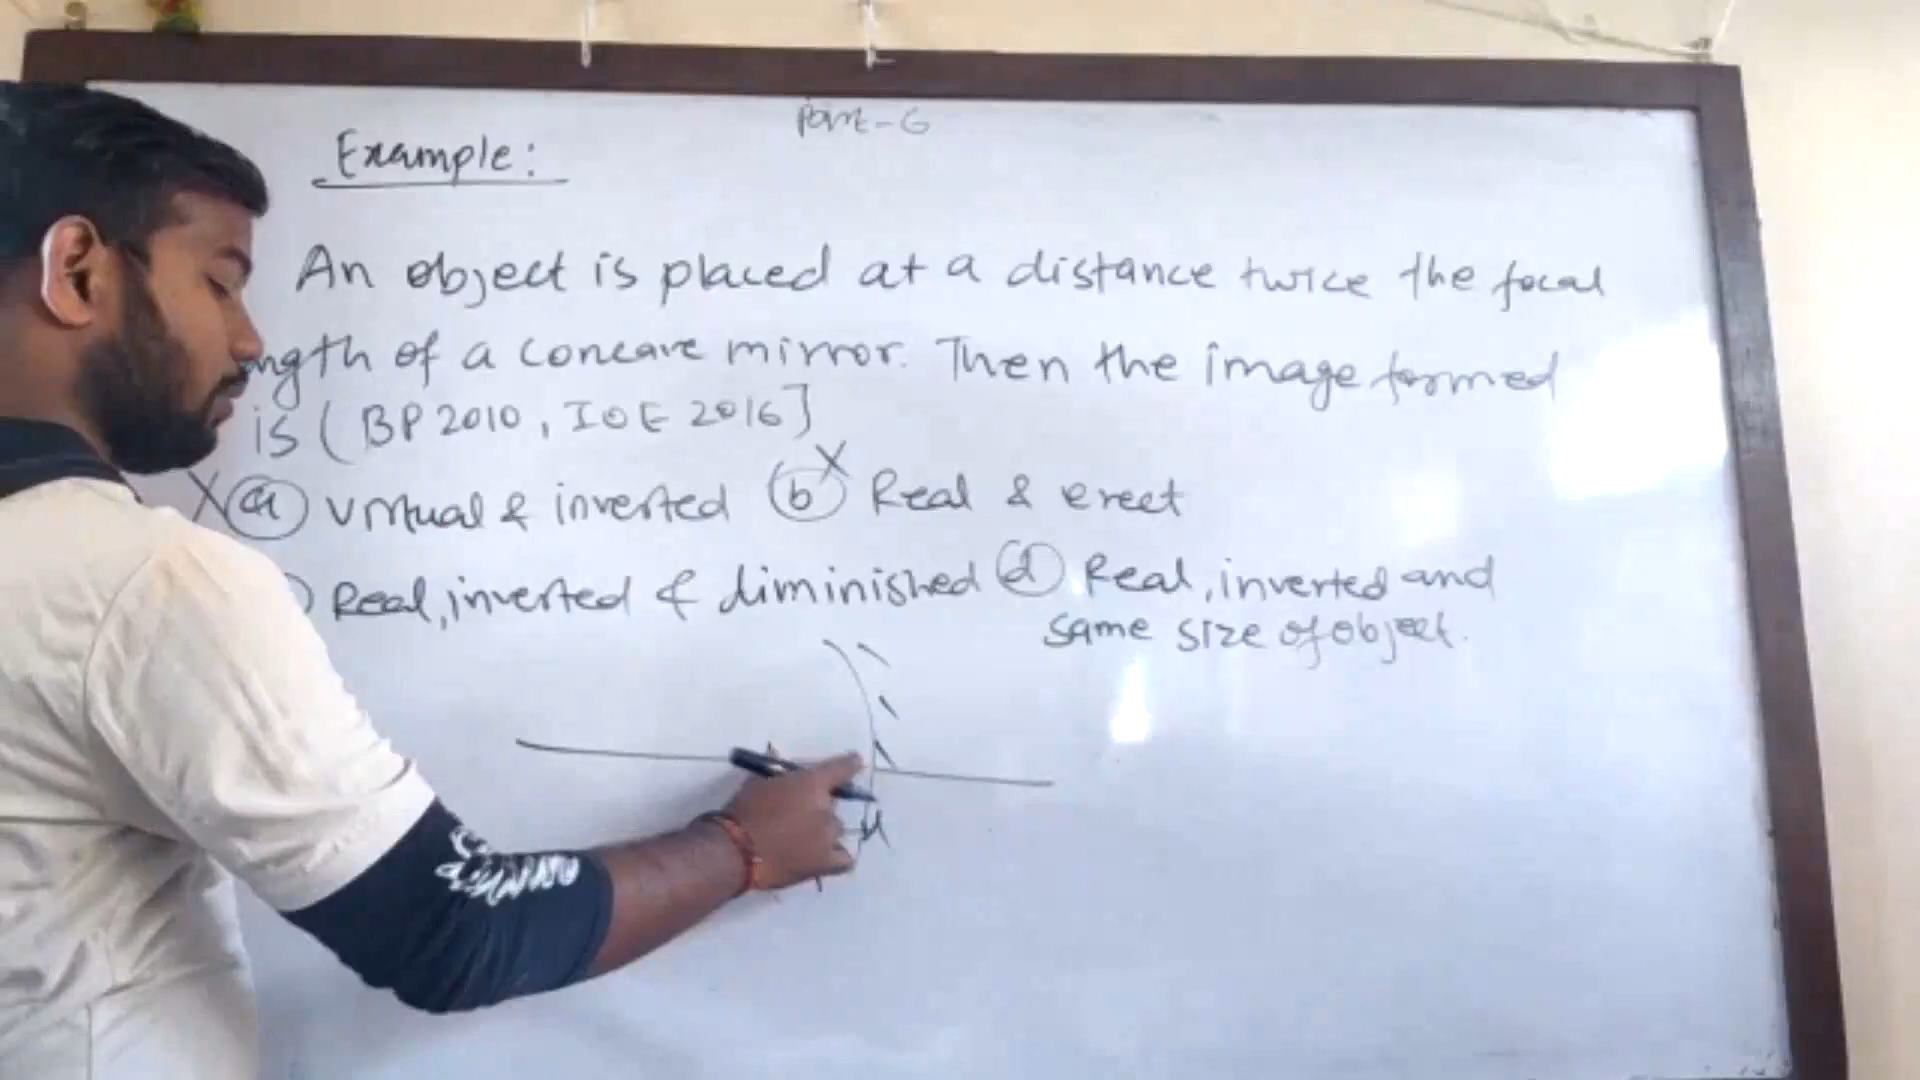 Part-6
Example:
An object is placed at a distance twice the focal
ngth of a concave mirror. Then the image formed
is (BP 2010, IOE 2016]
X (a) virtual & inverted (b) X Real & erect
) Real, inverted & diminished (d) Real, inverted and
same size of object.